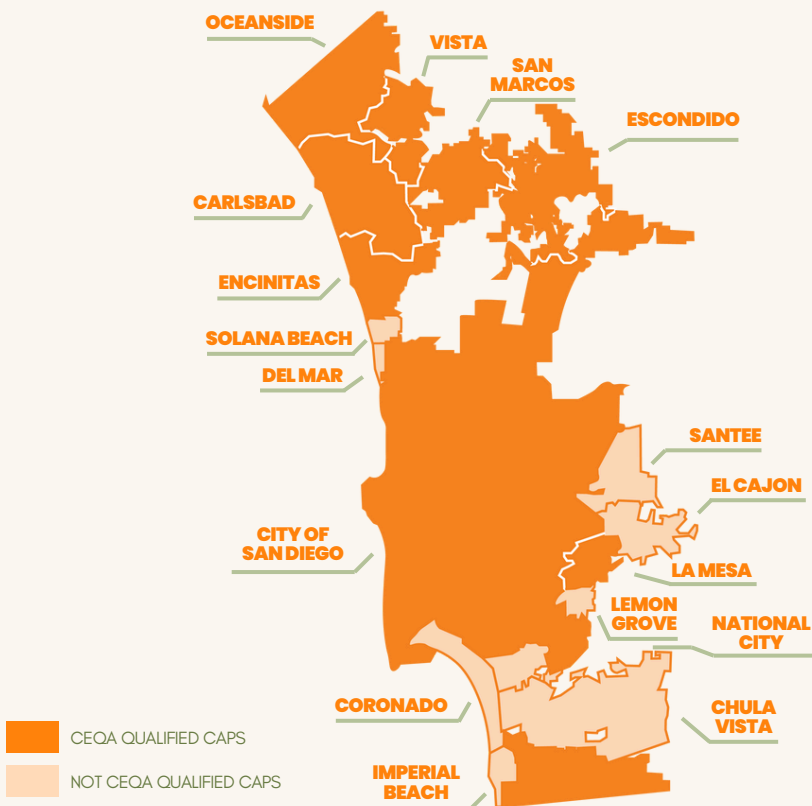 OCEANSIDE
VISTA
SAN
MARCOS
ESCONDIDO
CARLSBAD
ENCINITAS
SOLANA BEACH
DEL MAR
SANTEE
EL CAJON
CITY OF
SAN DIEGO
LA MESA
LEMON
GROVE
NATIONAL
CITY
CORONADO
CHULA
VISTA
IMPERIAL
BEACH
CEQA QUALIFIED CAPS
NOT CEQA QUALIFIED CAPS